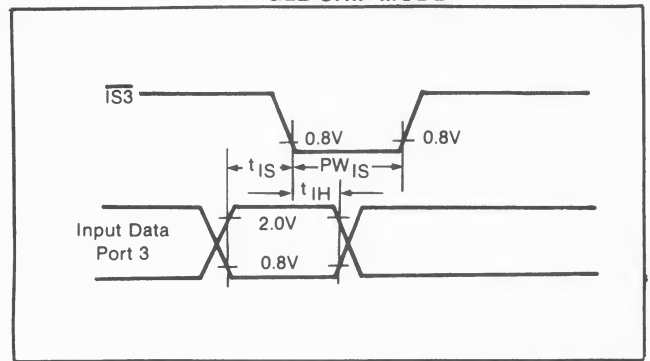 IS3
0.8V
0.8V
tIS
PWIS
tIH
Input Data
Port 3
2.0V
0.8V